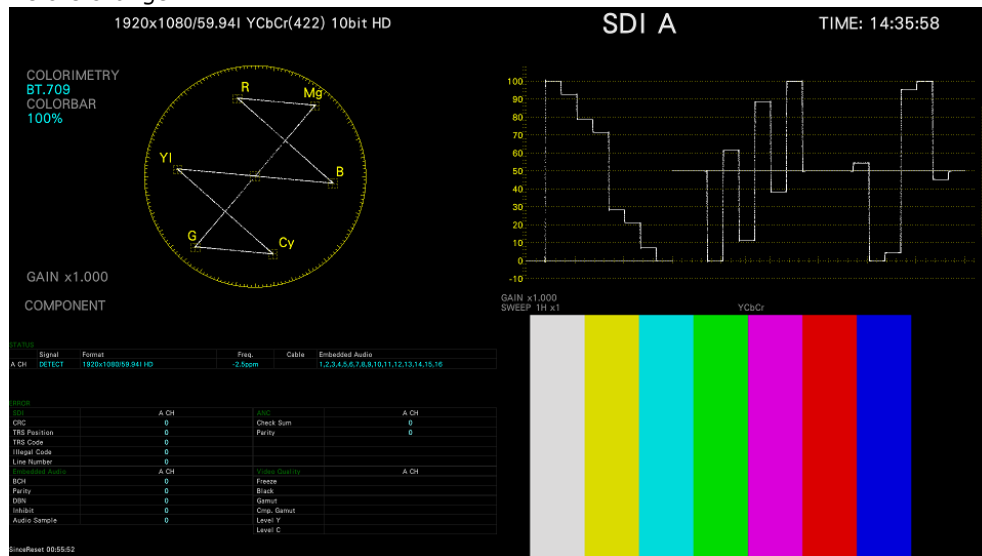 1920x1080/59.94I YCbCr(422) 10bit HD
SDI A
TIME: 14:35:58
COLORIMETRY
BT.709
COLORBAR
100%
R
Mg
Yl
B
G
Cy
GAIN x1.000
COMPONENT
100
90
80
70
60
50
40
30
20
10
0
-10
GAIN x1.000
SWEEP 1H x1
YCbCr
STATUS
Signal Format Freq. Cable Embedded Audio
A CH DETECT 1920x1080/59.94I HD -2.5ppm 1,2,3,4,5,6,7,8,9,10,11,12,13,14,15,16
ERROR
SDI A CH ANC A CH
CRC 0 Check Sum 0
TRS Position 0 Parity 0
TRS Code 0
Illegal Code 0
Line Number 0
Embedded Audio A CH Video Quality A CH
BCH 0 Freeze
Parity 0 Black
DBN 0 Gamut
Inhibit 0 Cmp. Gamut
Audio Sample 0 Level Y
Level C
SinceReset 00:55:52